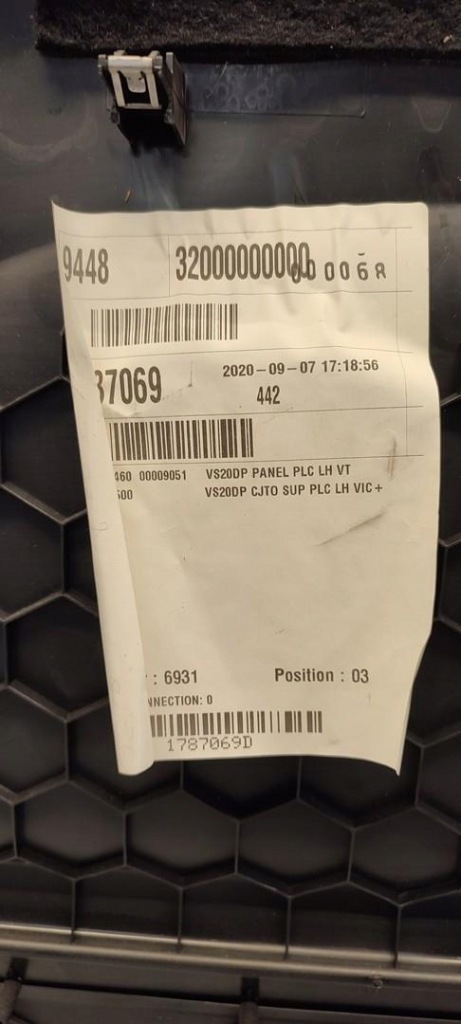 9448 32000000000 00006R
37069 2020-09-07 17:18:56
442
460 00009051 VS20DP PANEL PLC LH VT
500 VS20DP CJTO SUP PLC LH VIC+
: 6931 Position : 03
NNECTION: 0
1787069D